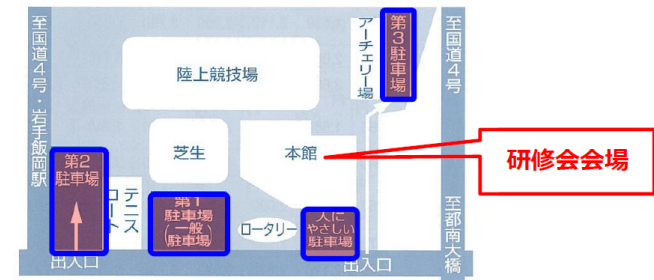 至国道4号・岩手飯岡駅
陸上競技場
アーチェリー場
第3駐車場
至国道4号
芝生
本館
研修会会場
第2
駐車場
テニス
コート
第1
駐車場
(一般
駐車場)
ロータリー
人に
やさしい
駐車場
至都南大橋
出入口
出入口